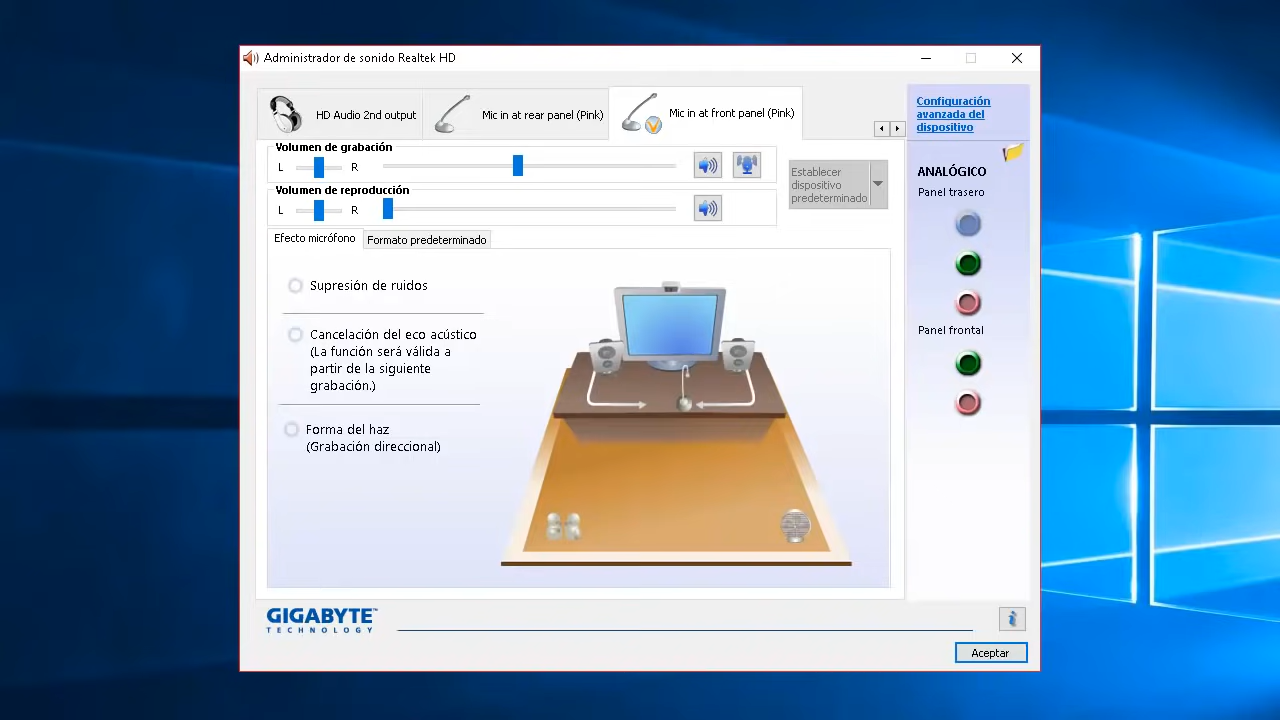 Administrador de sonido Realtek HD
HD Audio 2nd output
Mic in at rear panel (Pink)
Mic in at front panel (Pink)
Volumen de grabación
L
R
Volumen de reproducción
L
R
Establecer
dispositivo
predeterminado
Efecto micrófono
Formato predeterminado
Supresión de ruidos
Cancelación del eco acústico
(La función será válida a
partir de la siguiente
grabación.)
Forma del haz
(Grabación direccional)
Configuración
avanzada del
dispositivo
ANALÓGICO
Panel trasero
Panel frontal
GIGABYTE™
TECHNOLOGY
Aceptar